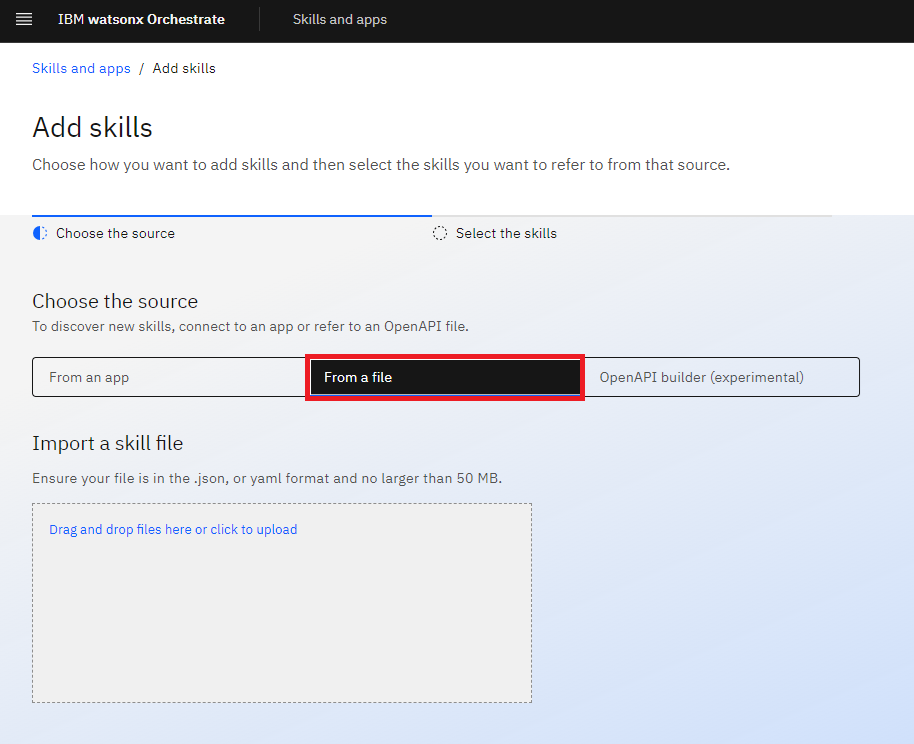 IBM watsonx Orchestrate
Skills and apps
Skills and apps / Add skills
Add skills
Choose how you want to add skills and then select the skills you want to refer to from that source.
Choose the source
Select the skills
Choose the source
To discover new skills, connect to an app or refer to an OpenAPI file.
From an app
From a file
OpenAPI builder (experimental)
Import a skill file
Ensure your file is in the .json, or yaml format and no larger than 50 MB.
Drag and drop files here or click to upload